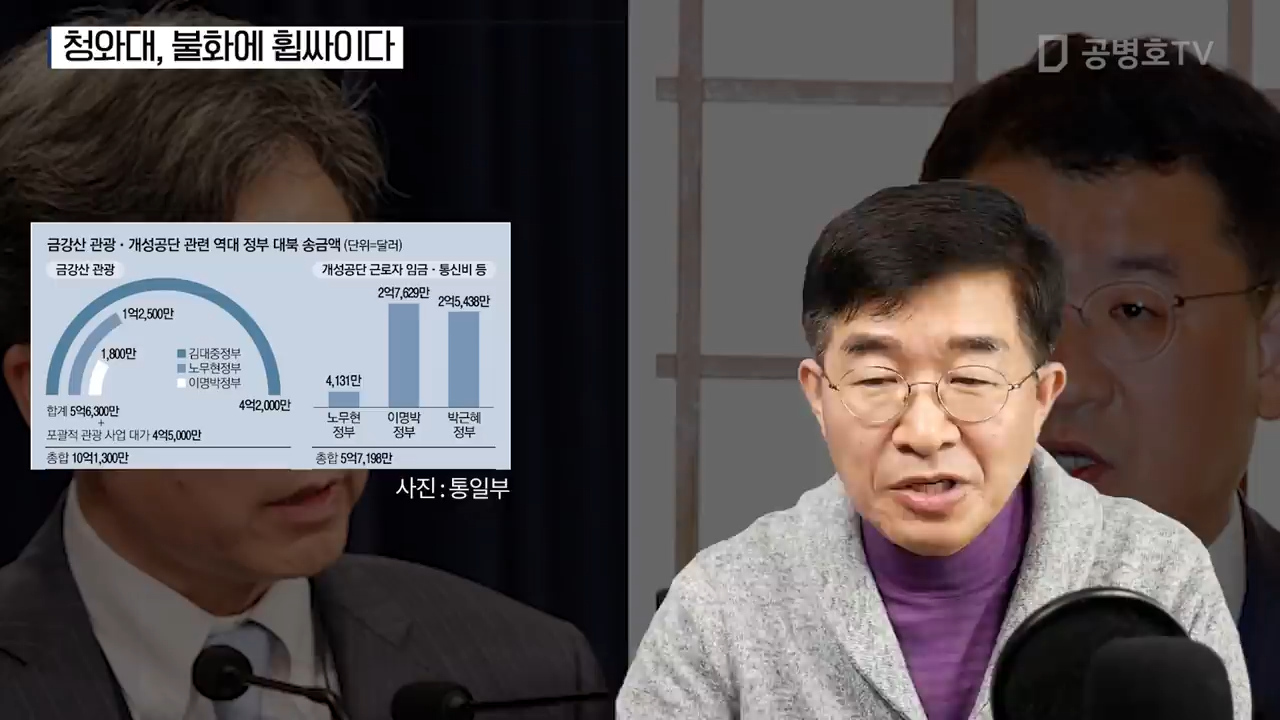 청와대, 불화에 휩싸이다
공병호TV
금강산 관광·개성공단 관련 역대 정부 대북 송금액 (단위=달러)
금강산 관광
1억2,500만
1,800만
김대중정부
노무현정부
이명박정부
합계 5억6,300만
4억2,000만
+
포괄적 관광 사업 대가 4억5,000만
총합 10억1,300만
개성공단 근로자 임금·통신비 등
2억7,629만
2억5,438만
4,131만
노무현 정부
이명박 정부
박근혜 정부
총합 5억7,198만
사진 : 통일부